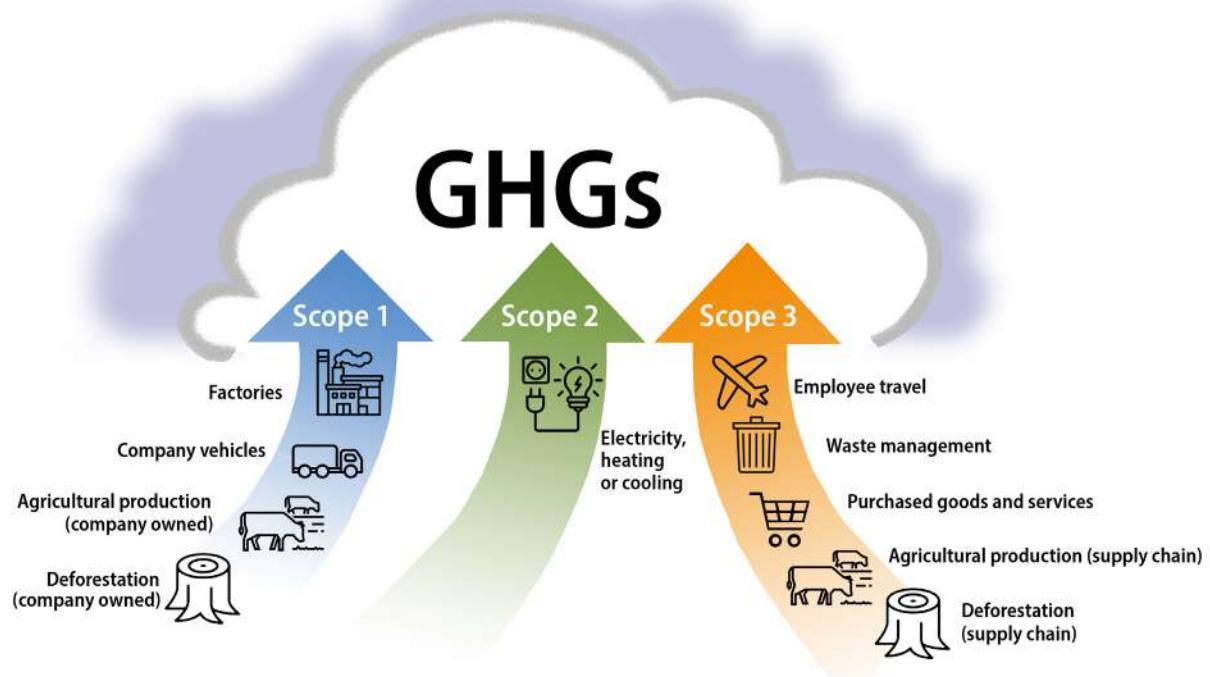 GHGs
Scope 1
Scope 2
Scope 3
Factories
Company vehicles
Agricultural production
(company owned)
Deforestation
(company owned)
Electricity,
heating
or cooling
Employee travel
Waste management
Purchased goods and services
Agricultural production (supply chain)
Deforestation
(supply chain)